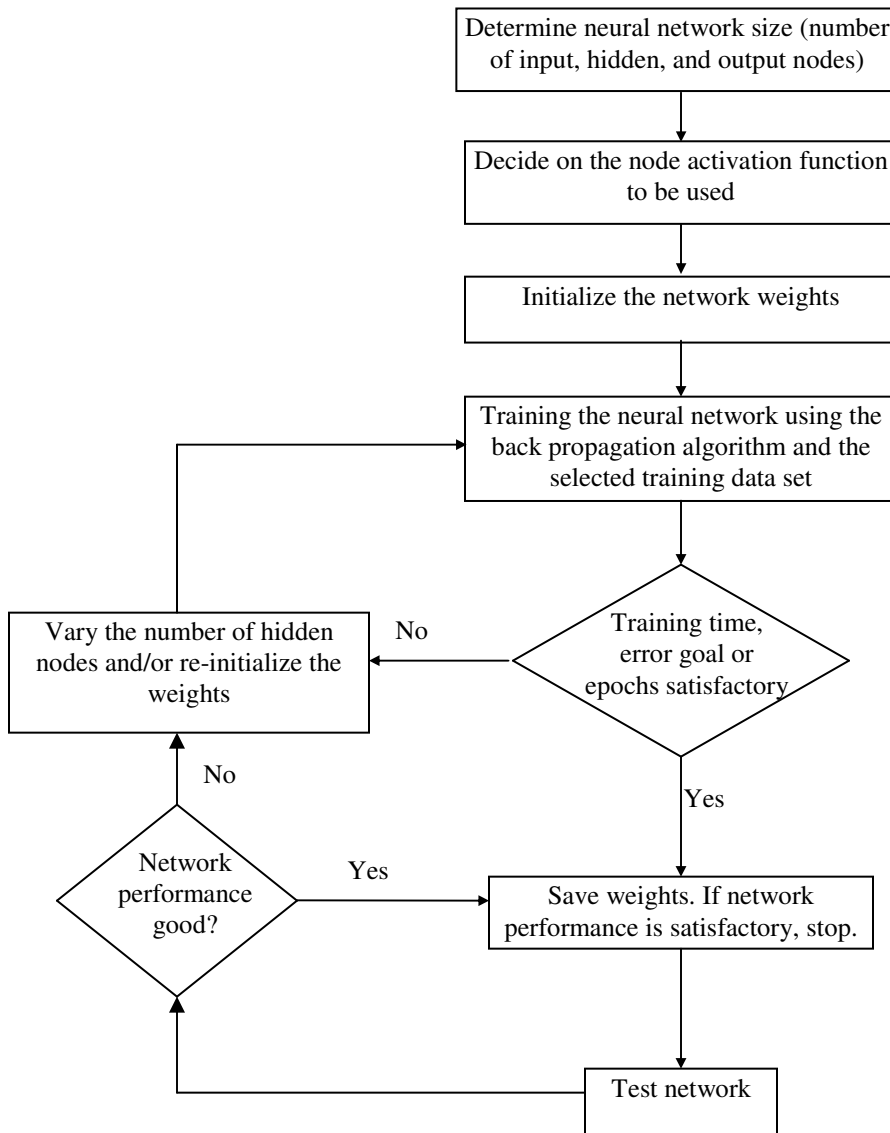 Determine neural network size (number
of input, hidden, and output nodes)
Decide on the node activation function
to be used
Initialize the network weights
Training the neural network using the
back propagation algorithm and the
selected training data set
Training time,
error goal or
epochs satisfactory
No
Vary the number of hidden
nodes and/or re-initialize the
weights
Yes
Save weights. If network
performance is satisfactory, stop.
Test network
Network
performance
good?
Yes
No